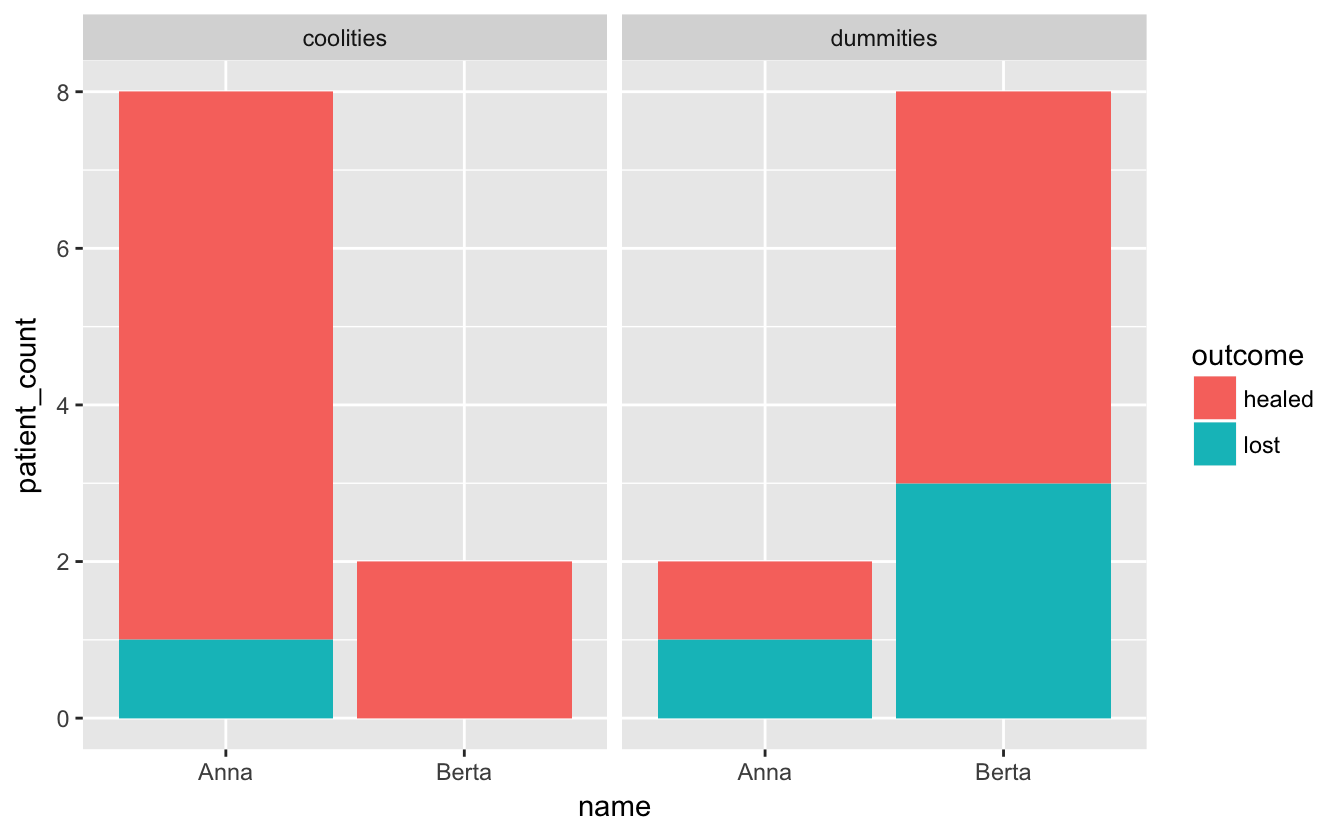 coolities
dummities
8
6
4
2
0
patient_count
Anna
Berta
Anna
Berta
name
outcome
healed
lost